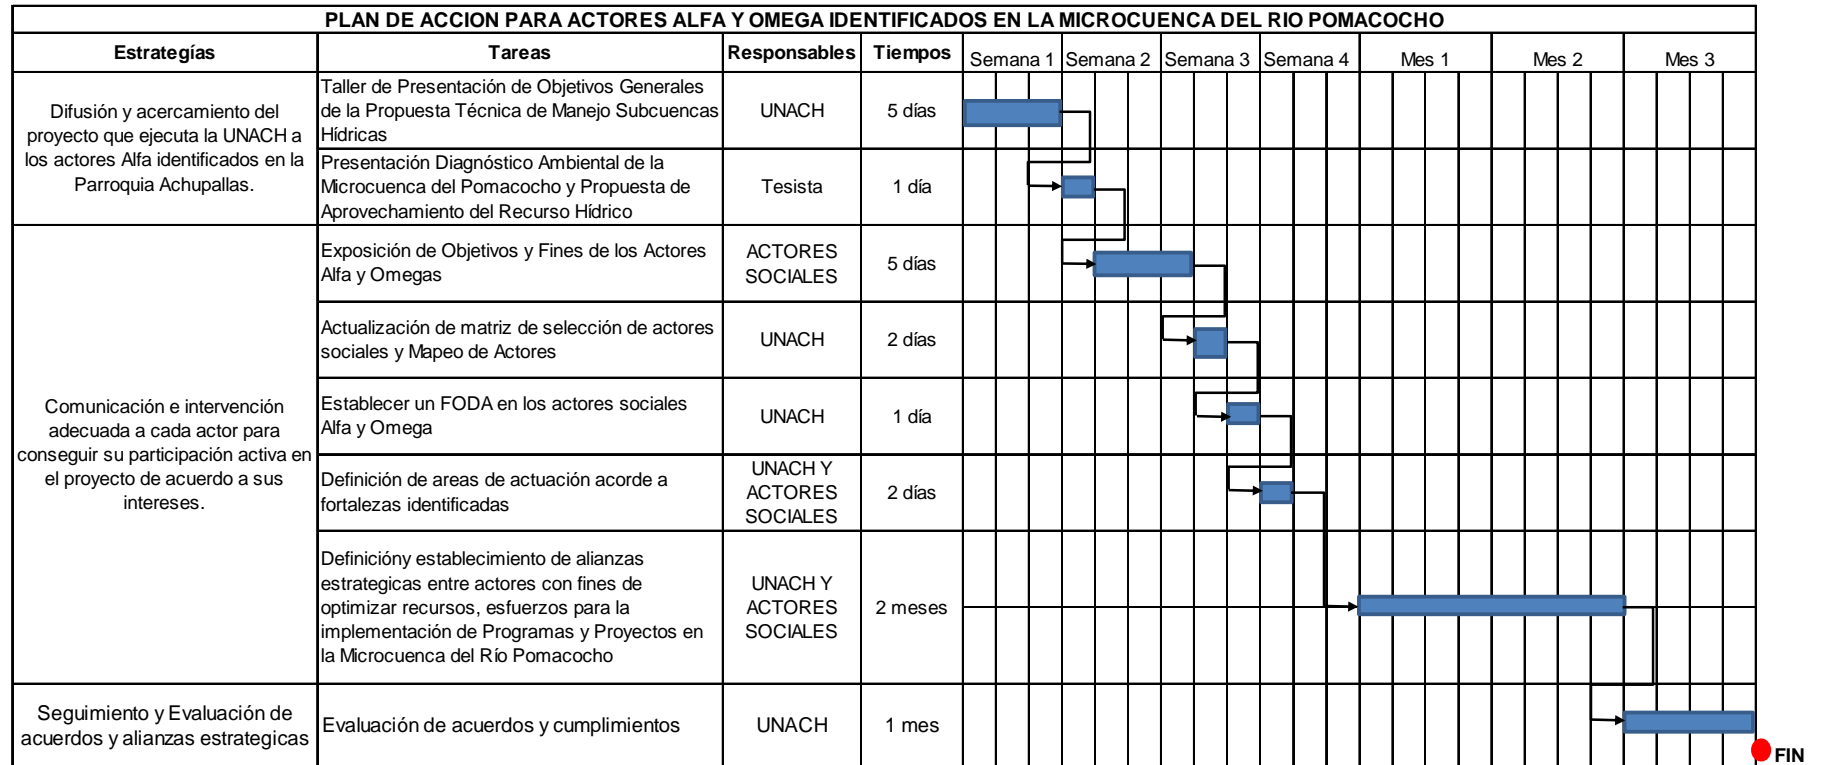 PLAN DE ACCION PARA ACTORES ALFA Y OMEGA IDENTIFICADOS EN LA MICROCUENCA DEL RIO POMACOCHO
Estrategías
Tareas
Responsables
Tiempos
Semana 1
Semana 2
Semana 3
Semana 4
Mes 1
Mes 2
Mes 3
Difusión y acercamiento del
proyecto que ejecuta la UNACH a
los actores Alfa identificados en la
Parroquia Achupallas.
Taller de Presentación de Objetivos Generales
de la Propuesta Técnica de Manejo Subcuencas
Hídricas
UNACH
5 días
Presentación Diagnóstico Ambiental de la
Microcuenca del Pomacocho y Propuesta de
Aprovechamiento del Recurso Hídrico
Tesista
1 día
Comunicación e intervención
adecuada a cada actor para
conseguir su participación activa en
el proyecto de acuerdo a sus
intereses.
Exposición de Objetivos y Fines de los Actores
Alfa y Omegas
ACTORES
SOCIALES
5 días
Actualización de matriz de selección de actores
sociales y Mapeo de Actores
UNACH
2 días
Establecer un FODA en los actores sociales
Alfa y Omega
UNACH
1 día
Definición de areas de actuación acorde a
fortalezas identificadas
UNACH Y
ACTORES
SOCIALES
2 días
Definicióny establecimiento de alianzas
estrategicas entre actores con fines de
optimizar recursos, esfuerzos para la
implementación de Programas y Proyectos en
la Microcuenca del Río Pomacocho
UNACH Y
ACTORES
SOCIALES
2 meses
Seguimiento y Evaluación de
acuerdos y alianzas estrategicas
Evaluación de acuerdos y cumplimientos
UNACH
1 mes
FIN